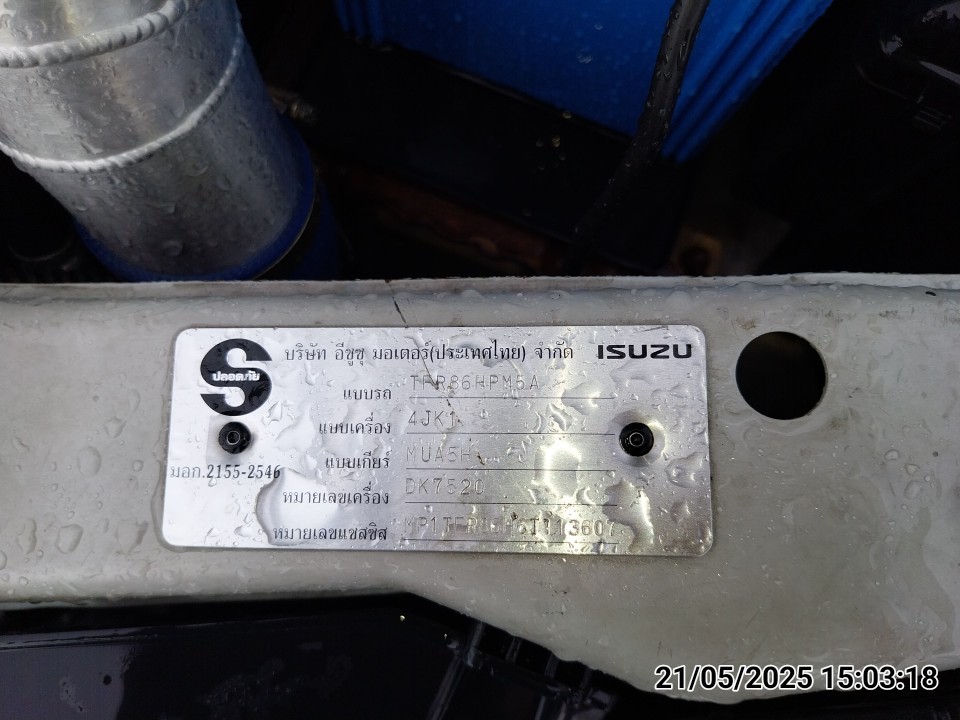 ปลอดภัย
บริษัท อีซูซุ มอเตอร์(ประเทศไทย) จำกัด ISUZU
แบบรถ TFR86HPM5A
แบบเครื่อง 4JK1
แบบเกียร์
มอก.2155-2546
หมายเลขเครื่อง DK7520
หมายเลขแชสซิส
21/05/2025 15:03:18